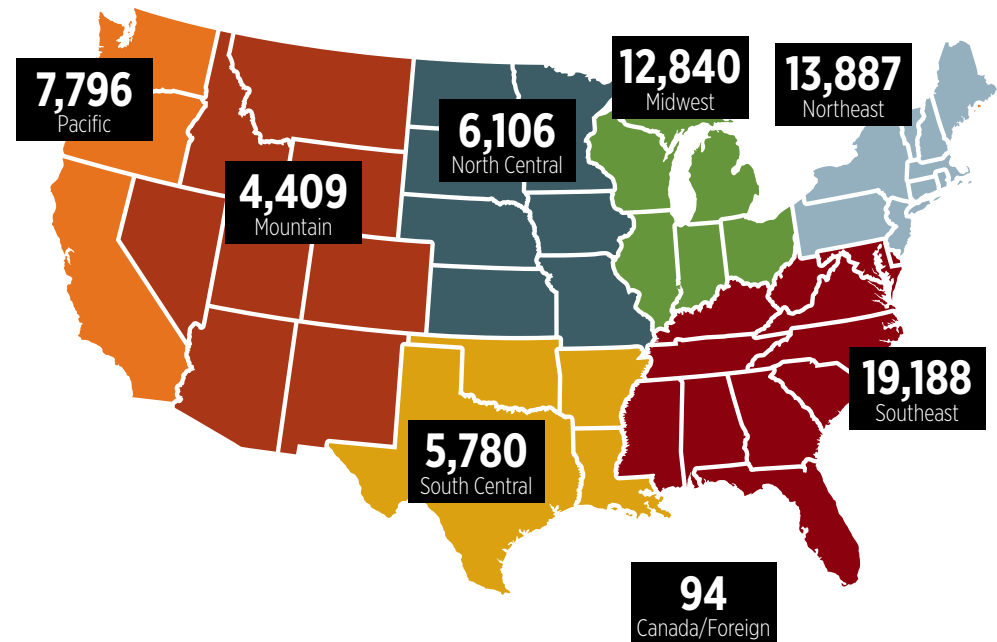 7,796
Pacific
4,409
Mountain
6,106
North Central
12,840
Midwest
13,887
Northeast
19,188
Southeast
5,780
South Central
94
Canada/Foreign